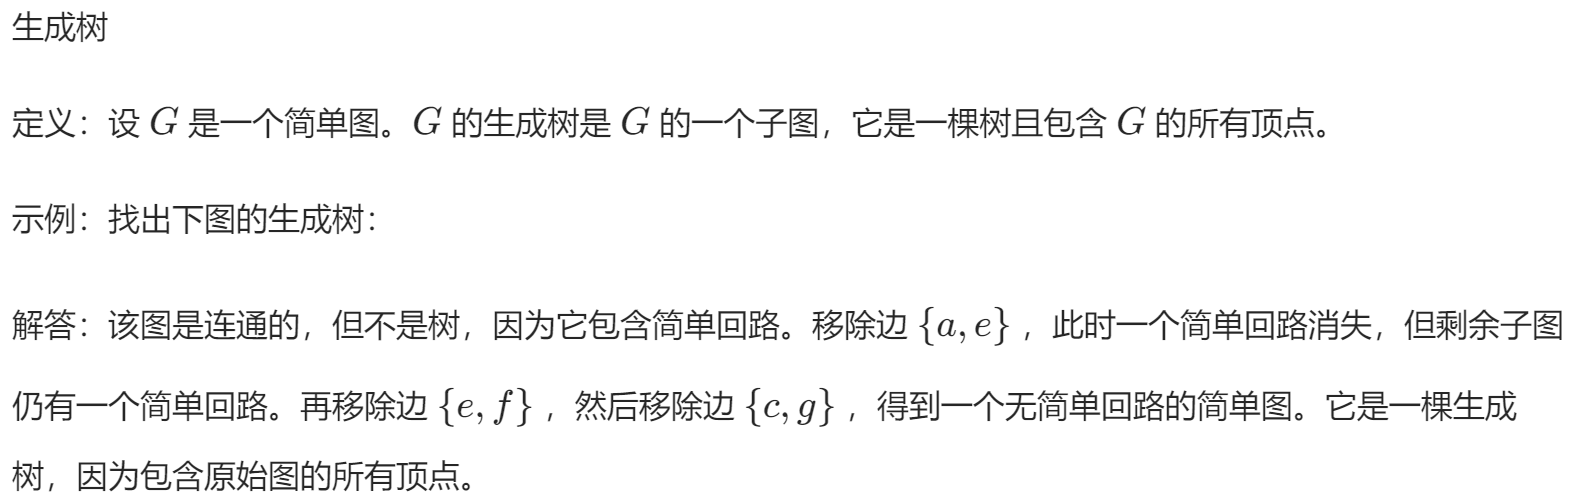 生成树
定义：设 G 是一个简单图。G 的生成树是 G 的一个子图，它是一棵树且包含 G 的所有顶点。
示例：找出下图的生成树：
解答：该图是连通的，但不是树，因为它包含简单回路。移除边 {a, e} ，此时一个简单回路消失，但剩余子图
仍有一个简单回路。再移除边 {e, f} ，然后移除边 {c, g} ，得到一个无简单回路的简单图。它是一棵生成
树，因为包含原始图的所有顶点。